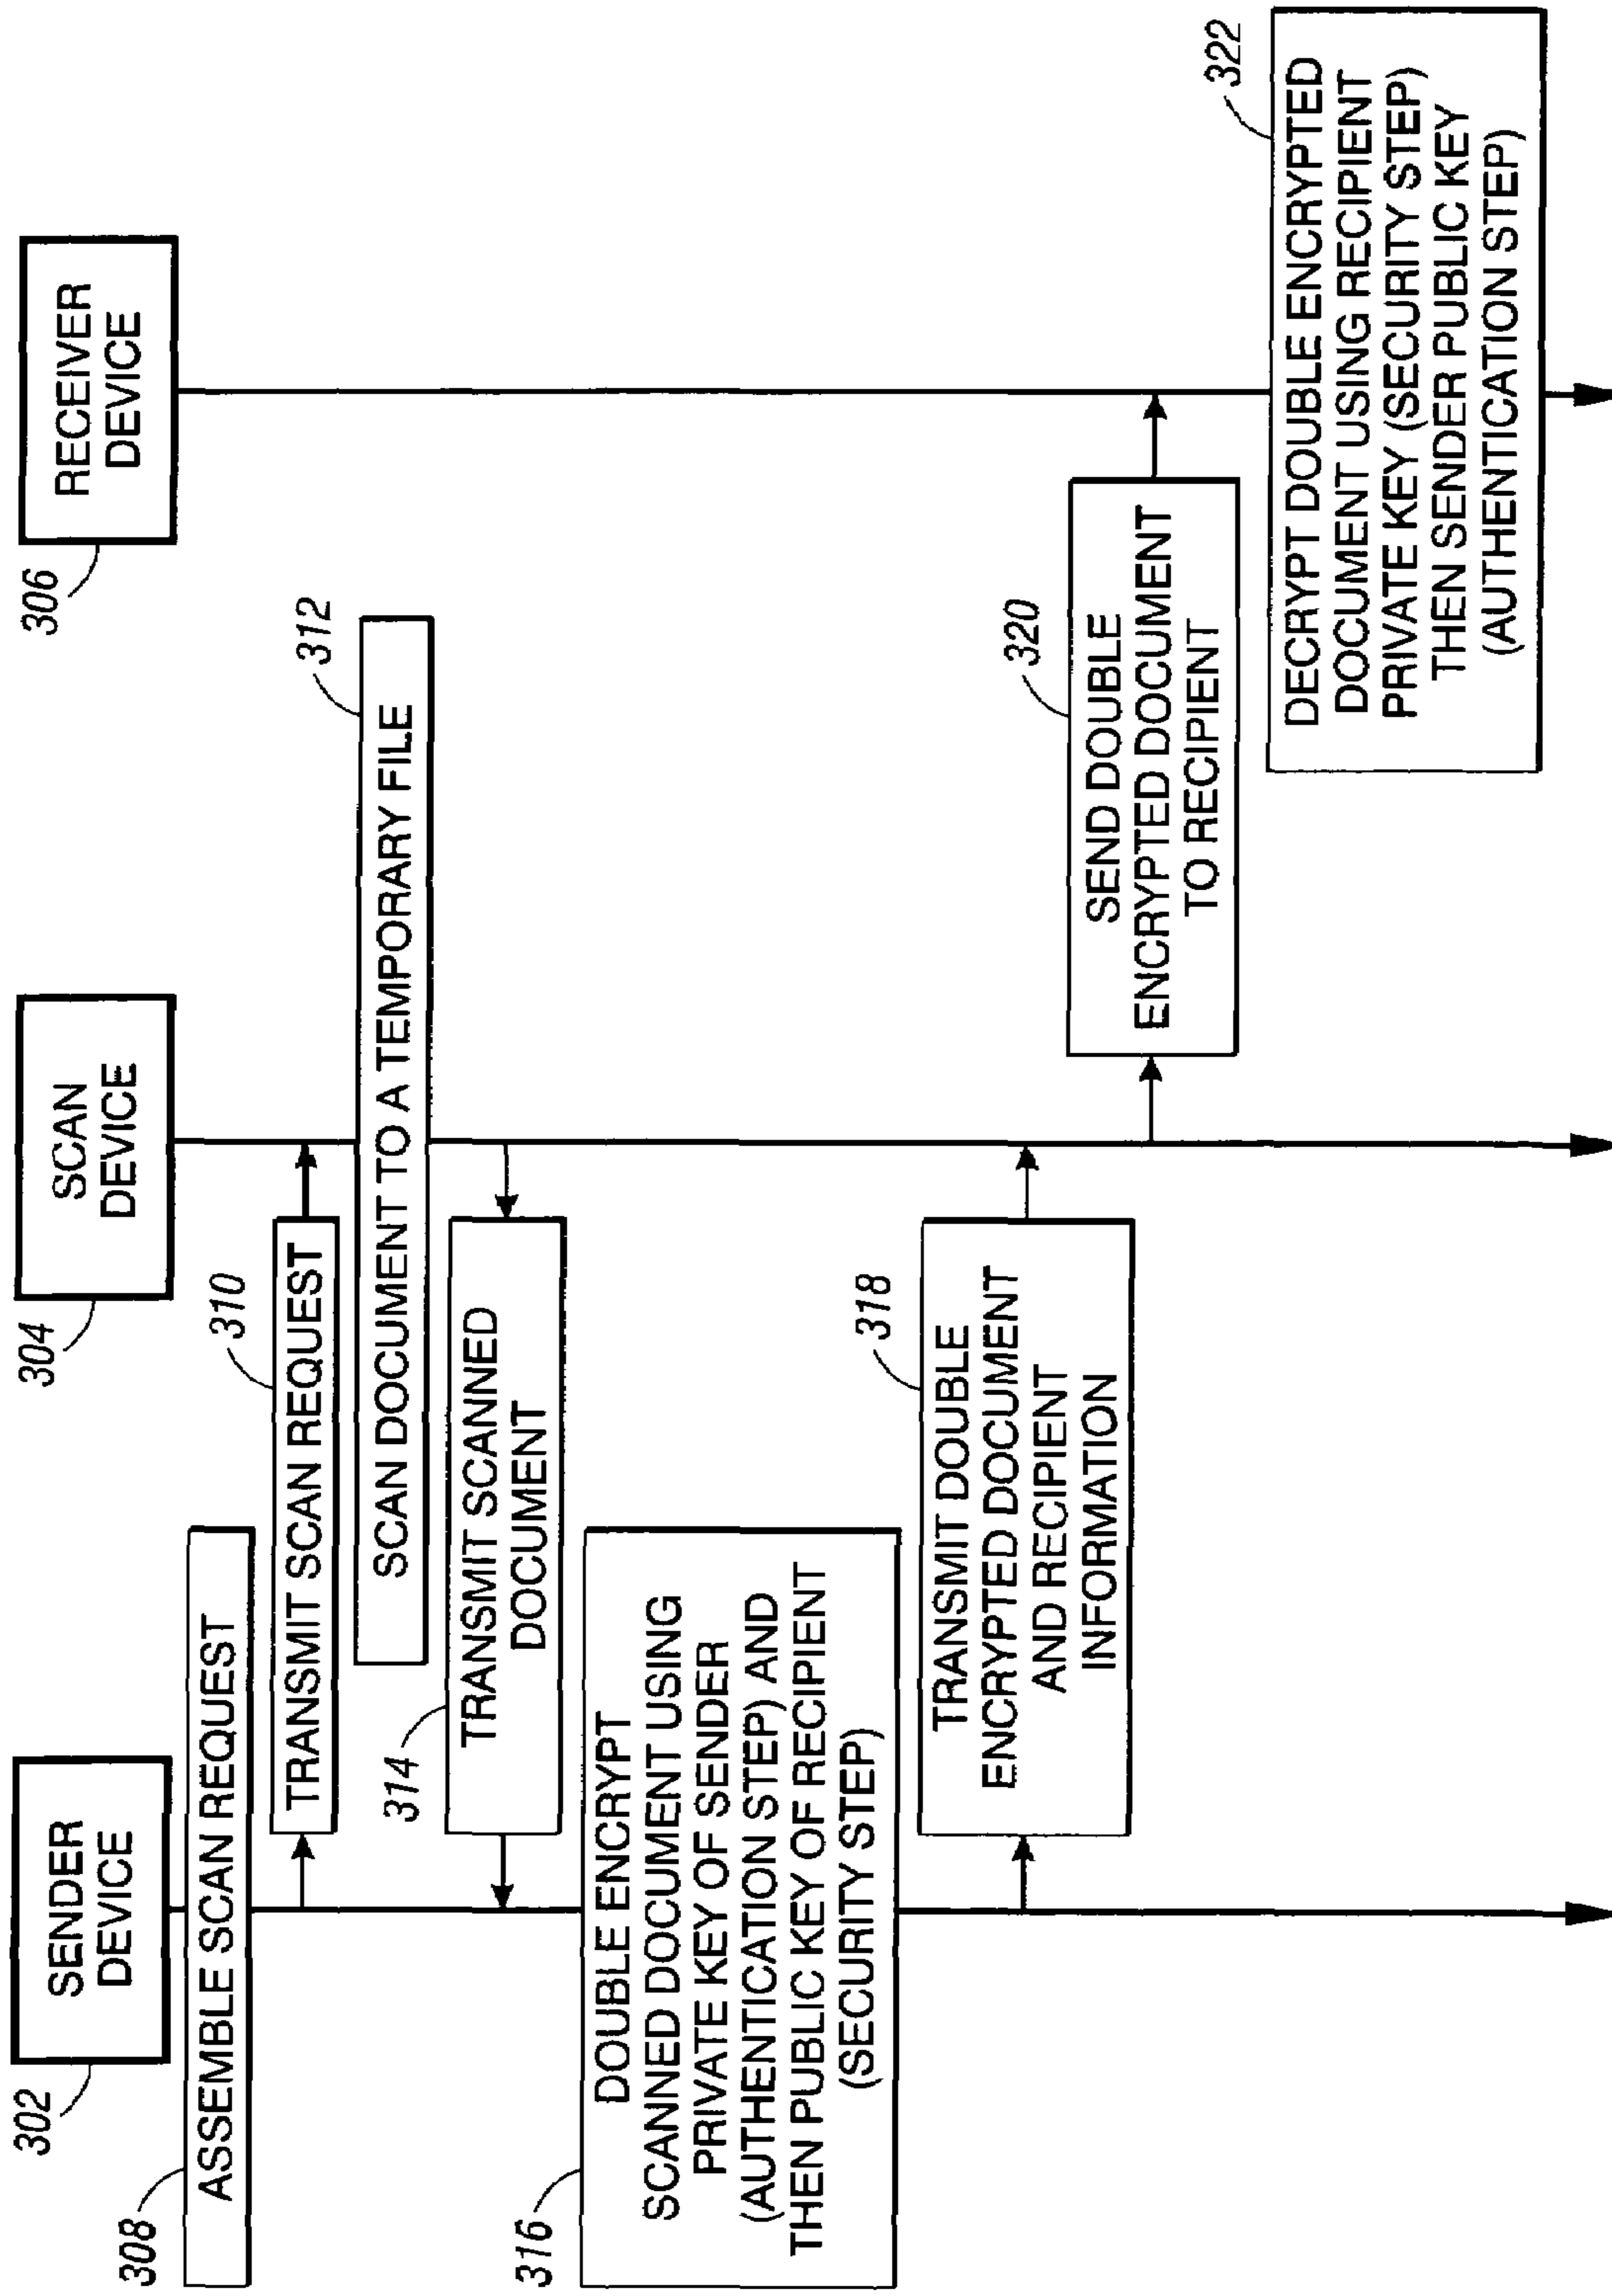 302
SENDER
DEVICE
304
SCAN
DEVICE
306
RECEIVER
DEVICE
308
ASSEMBLE SCAN REQUEST
310
TRANSMIT SCAN REQUEST
312
SCAN DOCUMENT TO A TEMPORARY FILE
314
TRANSMIT SCANNED
DOCUMENT
316
DOUBLE ENCRYPT
SCANNED DOCUMENT USING
PRIVATE KEY OF SENDER
(AUTHENTICATION STEP) AND
THEN PUBLIC KEY OF RECIPIENT
(SECURITY STEP)
318
TRANSMIT DOUBLE
ENCRYPTED DOCUMENT
AND RECIPIENT
INFORMATION
320
SEND DOUBLE
ENCRYPTED DOCUMENT
TO RECIPIENT
322
DECRYPT DOUBLE ENCRYPTED
DOCUMENT USING RECIPIENT
PRIVATE KEY (SECURITY STEP)
THEN SENDER PUBLIC KEY
(AUTHENTICATION STEP)